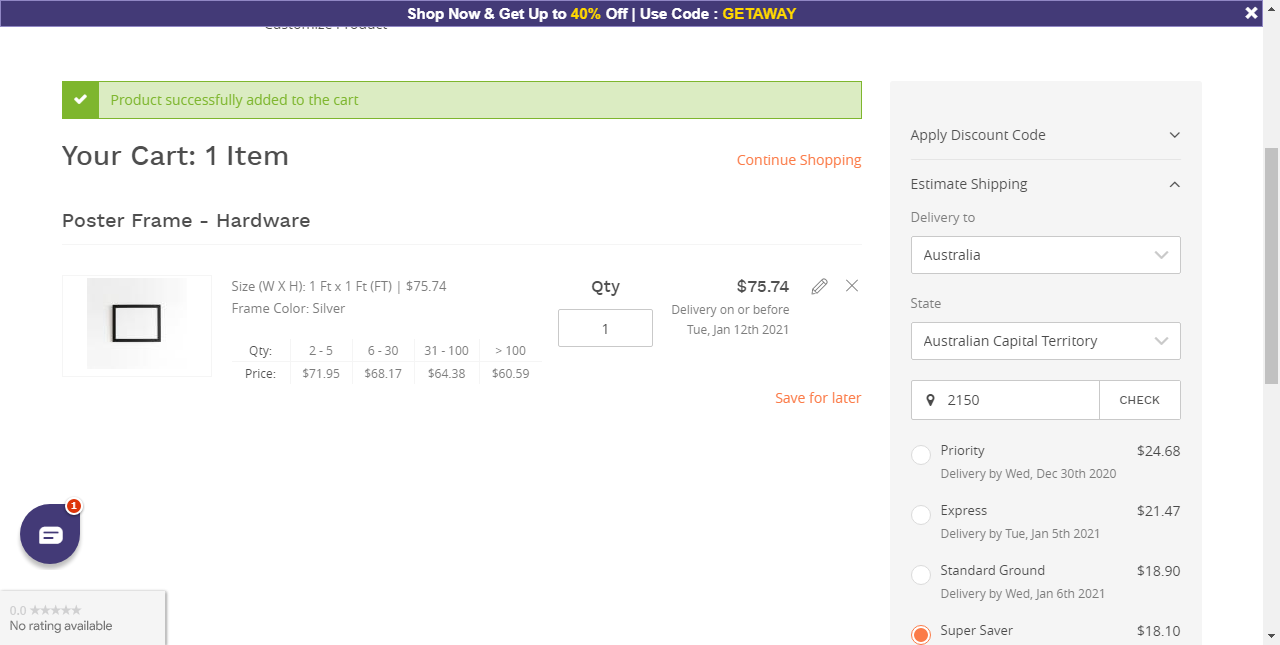 Shop Now & Get Up to 40% Off | Use Code : GETAWAY
Customize Product
Product successfully added to the cart
Your Cart: 1 Item
Continue Shopping
Poster Frame - Hardware
Size (W X H): 1 Ft x 1 Ft (FT) | $75.74
Frame Color: Silver
Qty: 2 - 5 6 - 30 31 - 100 > 100
Price: $71.95 $68.17 $64.38 $60.59
Qty
1
$75.74
Delivery on or before
Tue, Jan 12th 2021
Save for later
Apply Discount Code
Estimate Shipping
Delivery to
Australia
State
Australian Capital Territory
2150 CHECK
Priority $24.68
Delivery by Wed, Dec 30th 2020
Express $21.47
Delivery by Tue, Jan 5th 2021
Standard Ground $18.90
Delivery by Wed, Jan 6th 2021
Super Saver $18.10
1
0.0
No rating available